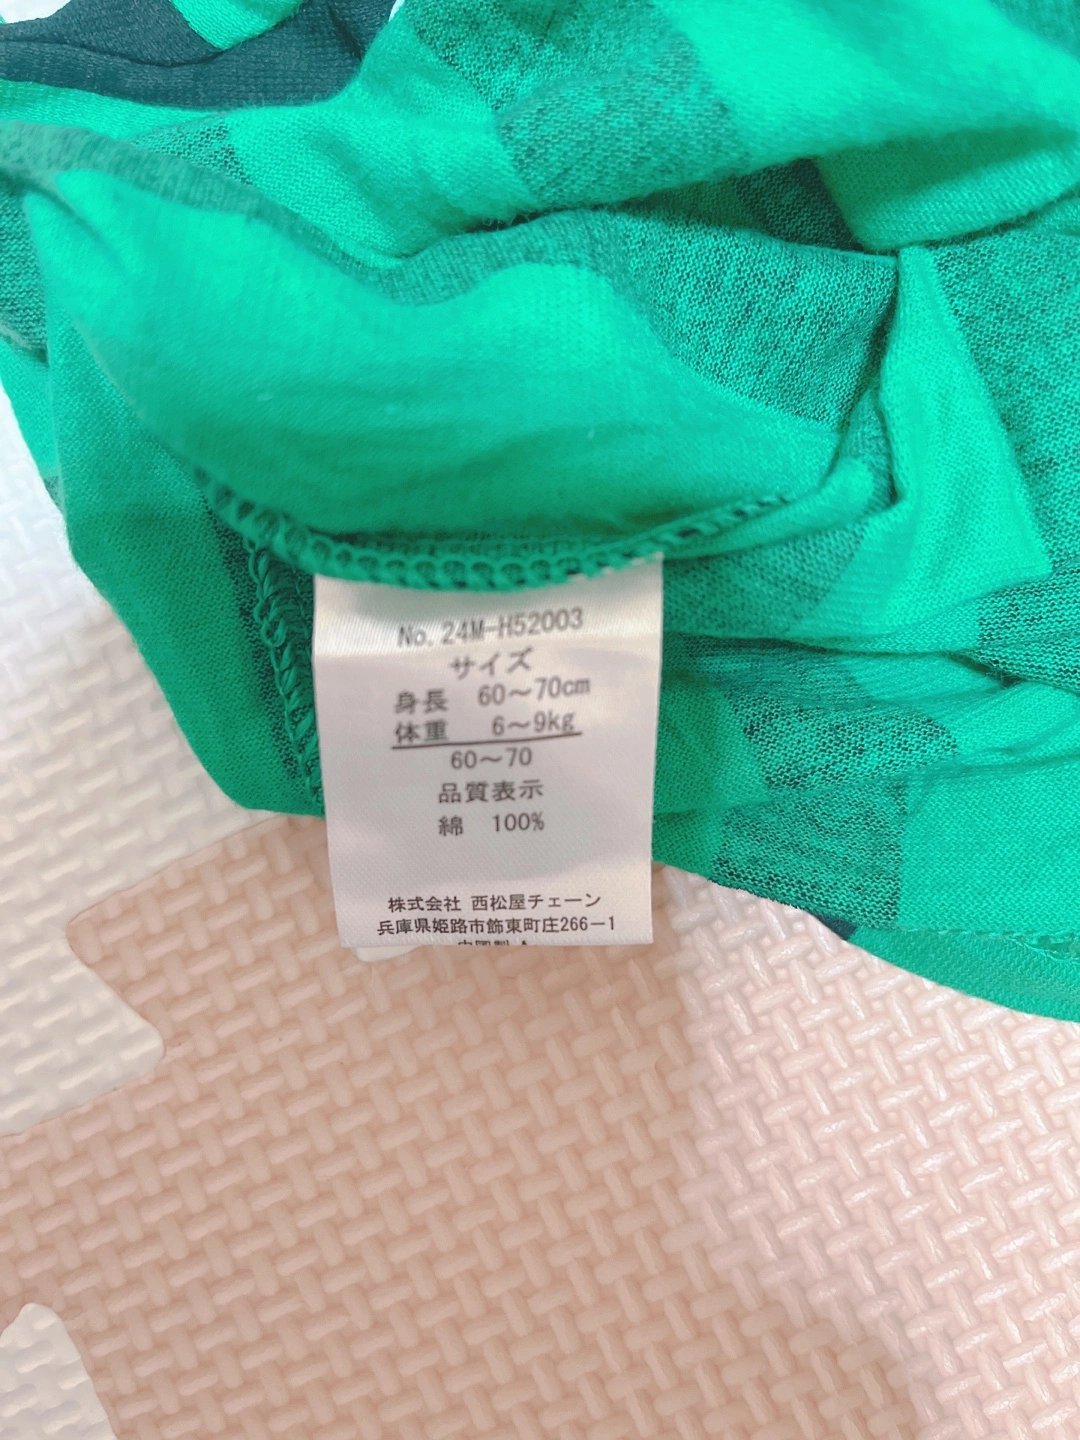 No. 24M-H52003
サイズ
身長 60〜70cm
体重 6〜9kg
60〜70
品質表示
綿 100%
株式会社 西松屋チェーン
兵庫県姫路市飾東町庄266−1